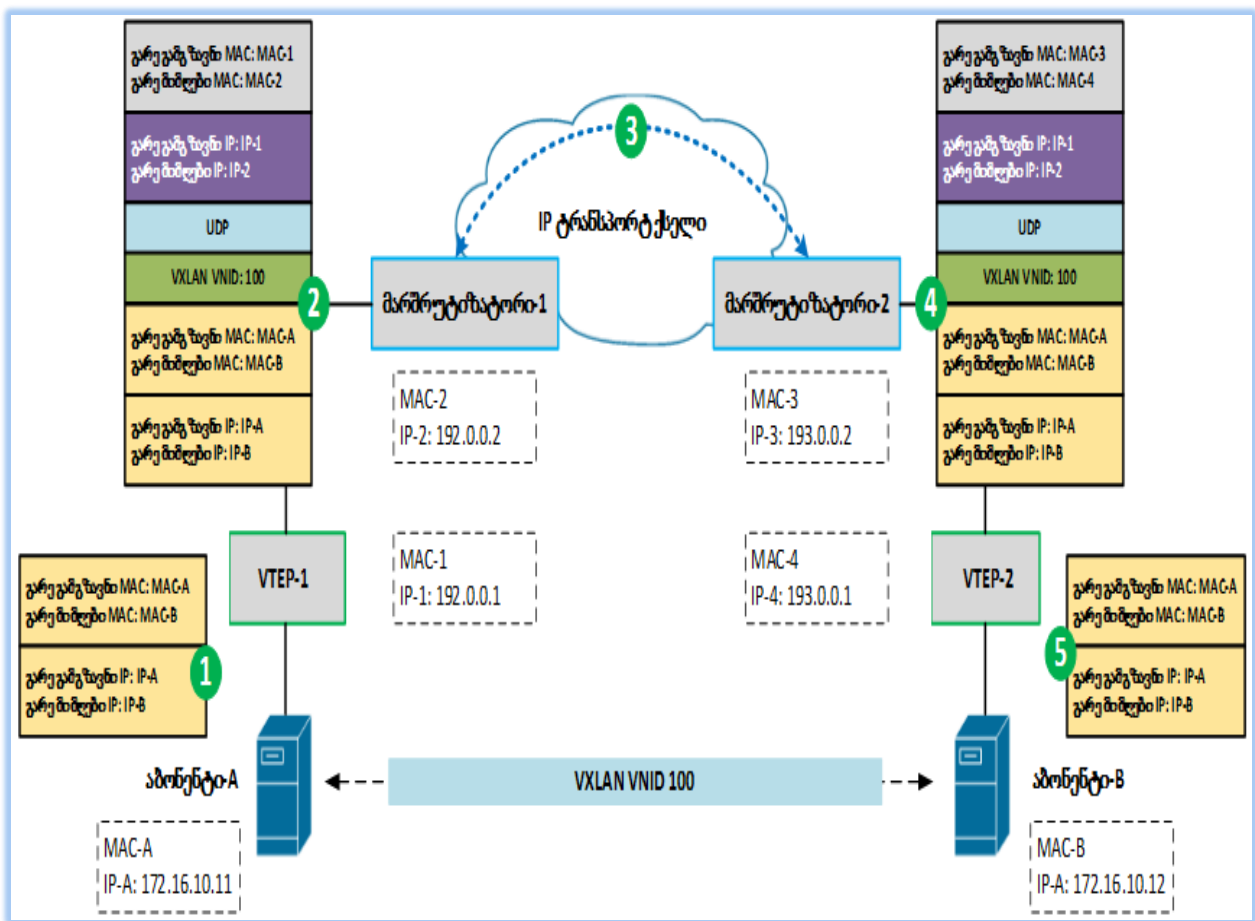 გარე გამგზავნი MAC: MAC-1
გარე მიმღები MAC: MAC-2
გარე გამგზავნი IP: IP-1
გარე მიმღები IP: IP-2
UDP
VXLAN VNID: 100
გარე გამგზავნი MAC: MAC-A
გარე მიმღები MAC: MAC-B
გარე გამგზავნი IP: IP-A
გარე მიმღები IP: IP-B
2
3
IP ტრანსპორტ ქსელი
მარშრუტიზატორი-1
მარშრუტიზატორი-2
4
გარე გამგზავნი MAC: MAC-3
გარე მიმღები MAC: MAC-4
გარე გამგზავნი IP: IP-1
გარე მიმღები IP: IP-2
UDP
VXLAN VNID: 100
გარე გამგზავნი MAC: MAC-A
გარე მიმღები MAC: MAC-B
გარე გამგზავნი IP: IP-A
გარე მიმღები IP: IP-B
MAC-2
IP-2: 192.0.0.2
MAC-3
IP-3: 193.0.0.2
VTEP-1
MAC-1
IP-1: 192.0.0.1
MAC-4
IP-4: 193.0.0.1
VTEP-2
გარე გამგზავნი MAC: MAC-A
გარე მიმღები MAC: MAC-B
გარე გამგზავნი IP: IP-A
გარე მიმღები IP: IP-B
1
5
გარე გამგზავნი MAC: MAC-A
გარე მიმღები MAC: MAC-B
გარე გამგზავნი IP: IP-A
გარე მიმღები IP: IP-B
აბონენტი-A
VXLAN VNID 100
აბონენტი-B
MAC-A
IP-A: 172.16.10.11
MAC-B
IP-A: 172.16.10.12